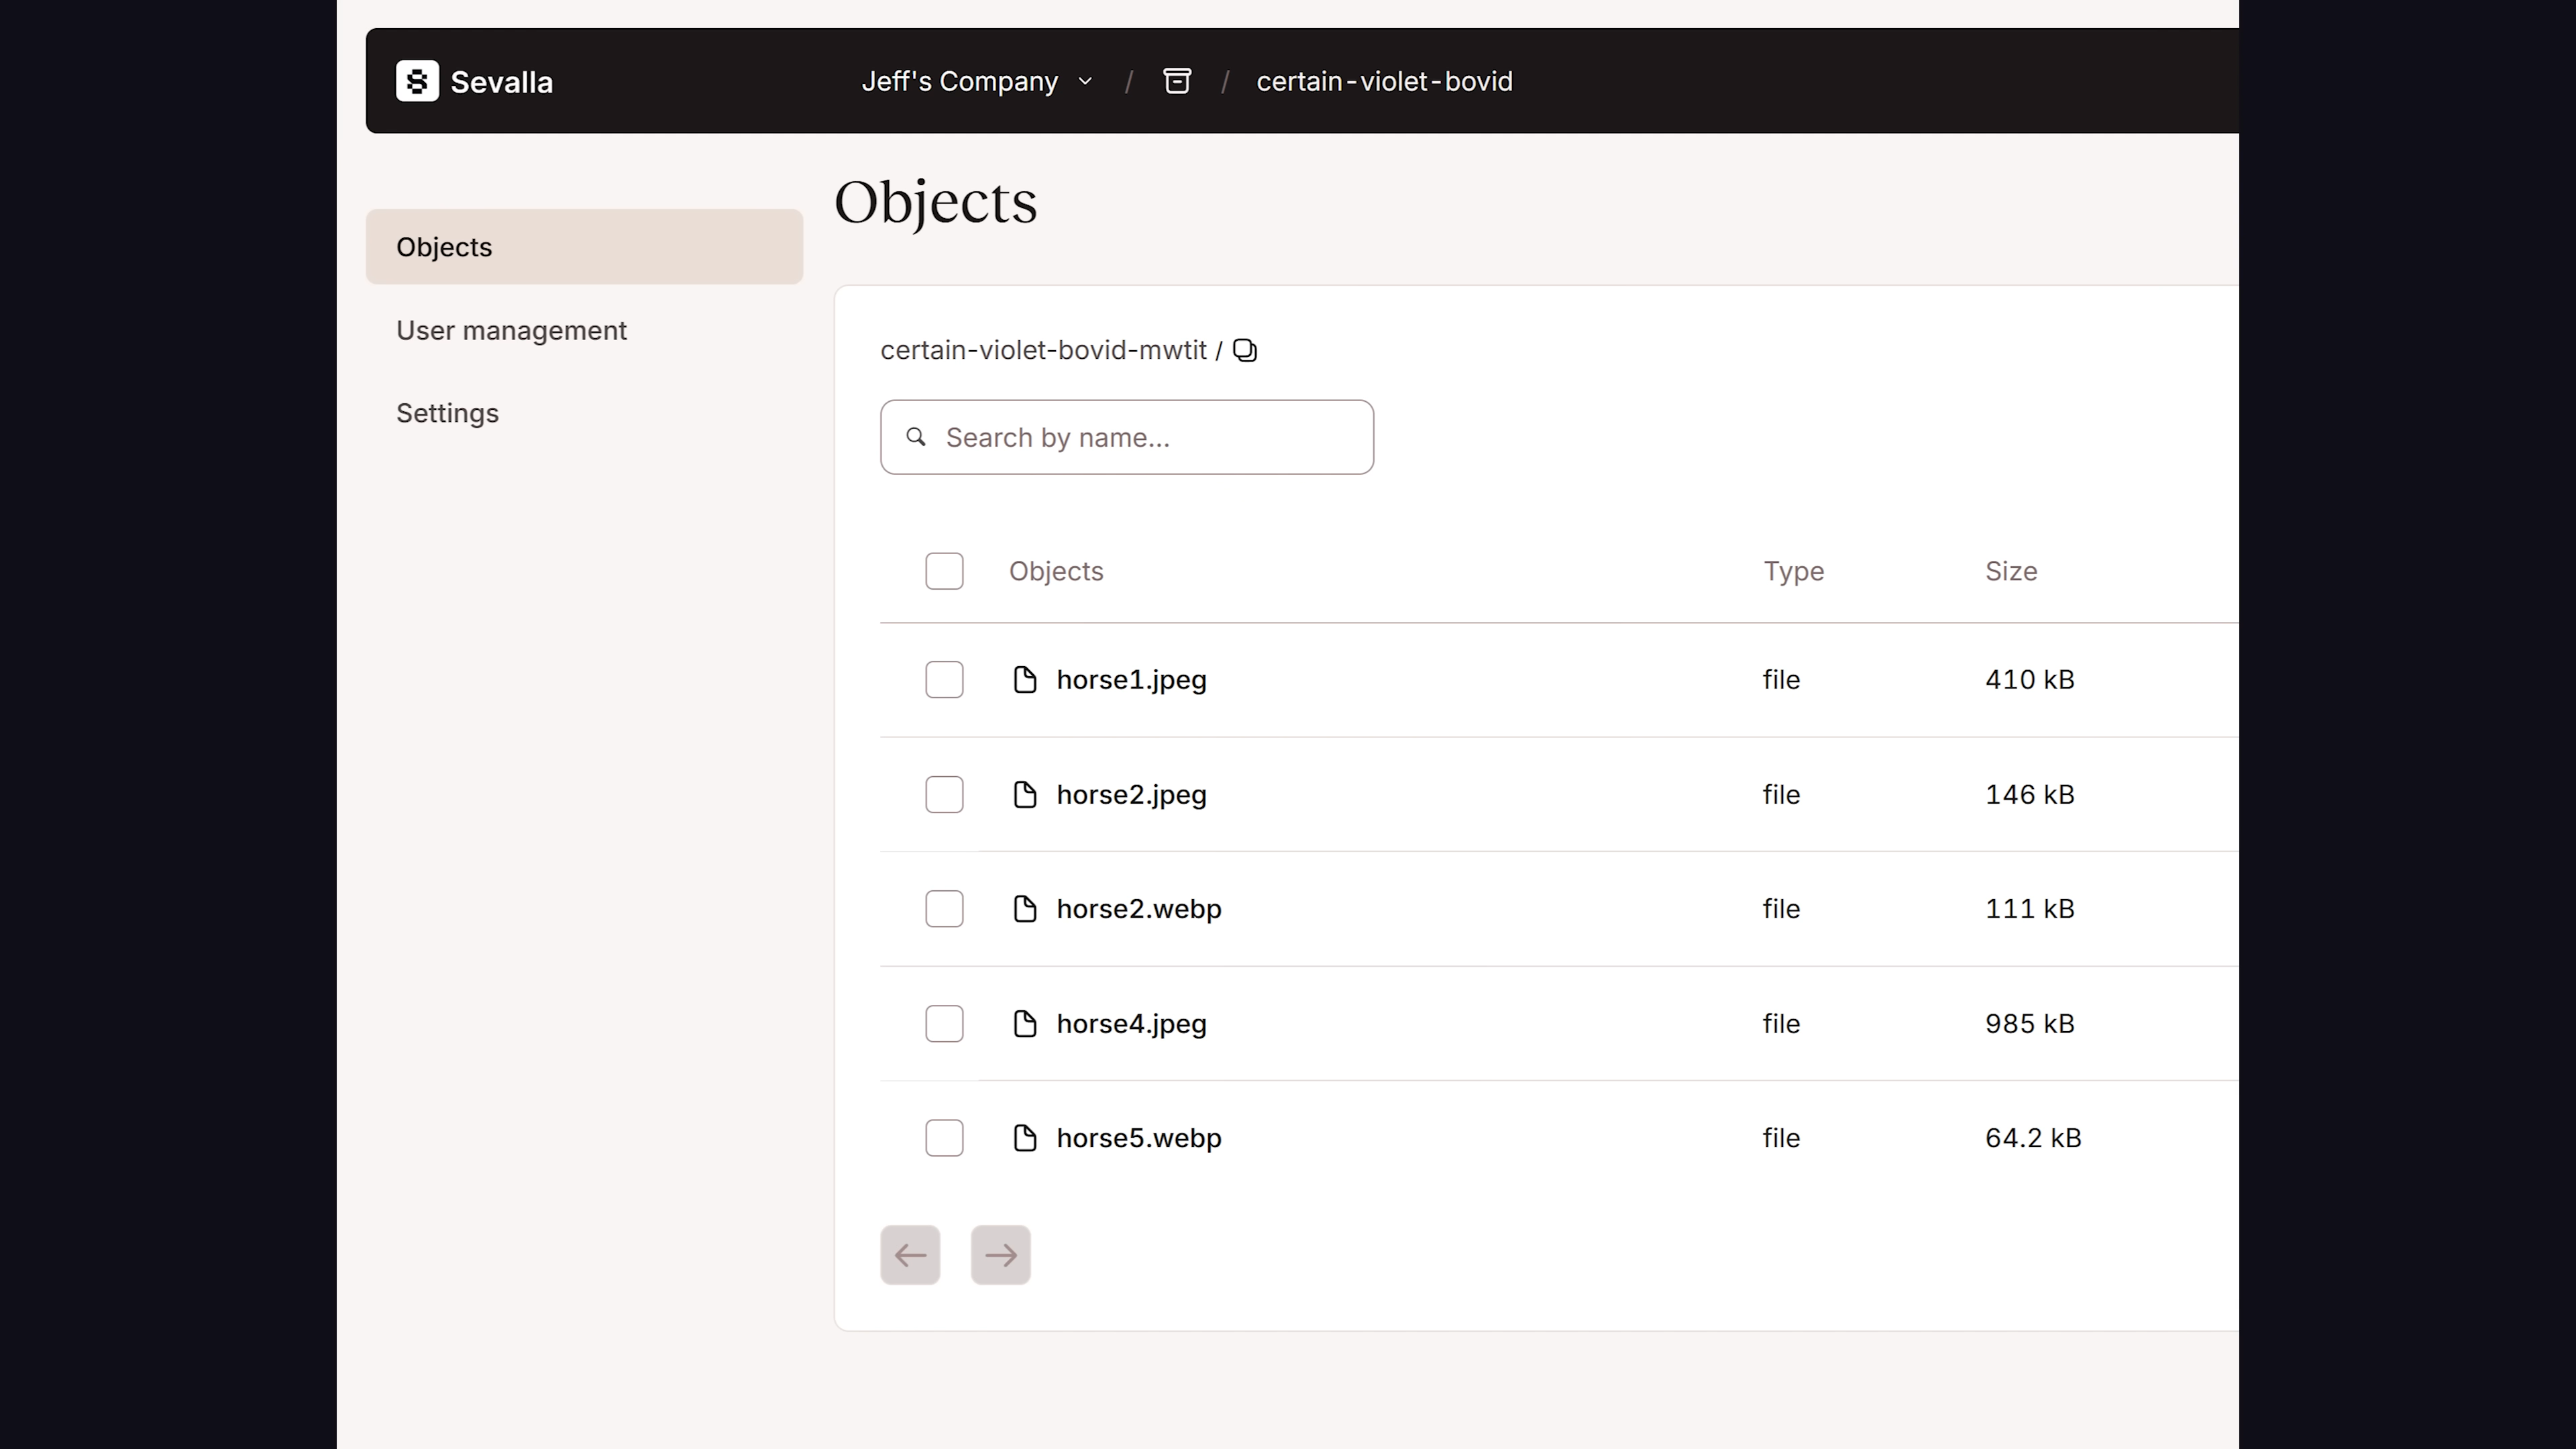 Sevalla
Jeff's Company / / certain-violet-bovid
Objects
User management
Settings
Objects
certain-violet-bovid-mwtit /
Search by name...
Objects Type Size
horse1.jpeg file 410 kB
horse2.jpeg file 146 kB
horse2.webp file 111 kB
horse4.jpeg file 985 kB
horse5.webp file 64.2 kB